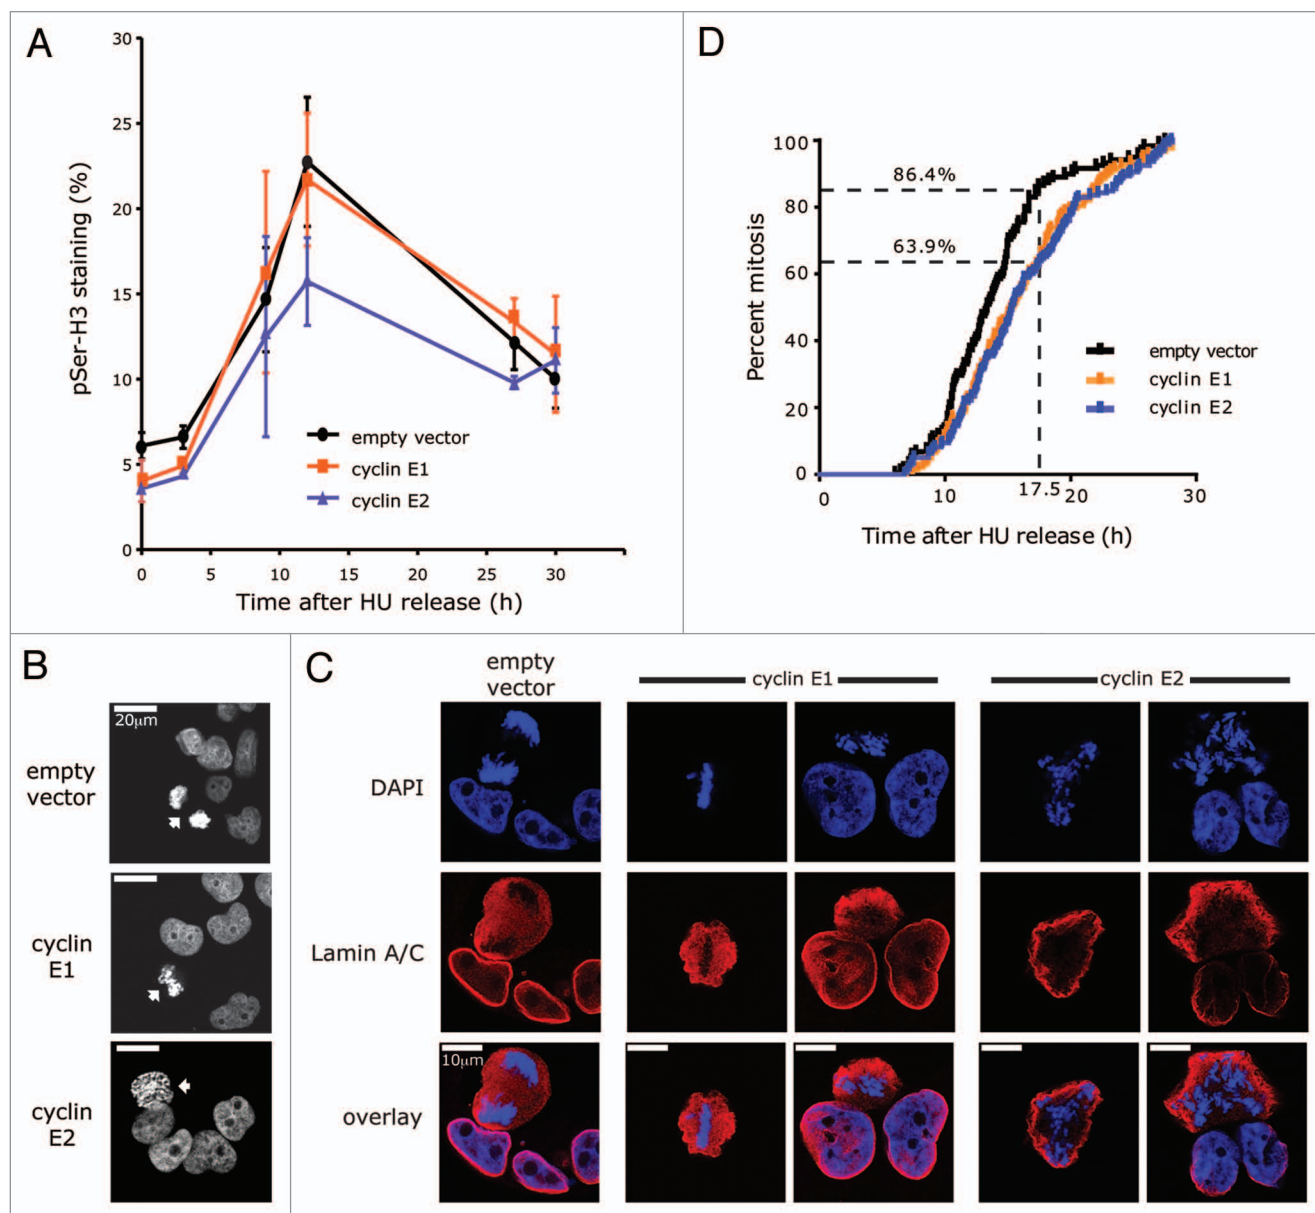 A
30
25
20
15
10
5
0
pSer-H3 staining (%)
empty vector
cyclin E1
cyclin E2
0 5 10 15 20 25 30
Time after HU release (h)
D
100
80
60
40
20
0
Percent mitosis
86.4%
63.9%
empty vector
cyclin E1
cyclin E2
0 10 17.5 20 30
Time after HU release (h)
B
20μm
empty
vector
cyclin
E1
cyclin
E2
C
empty
vector
cyclin E1
cyclin E2
DAPI
Lamin A/C
overlay
10μm